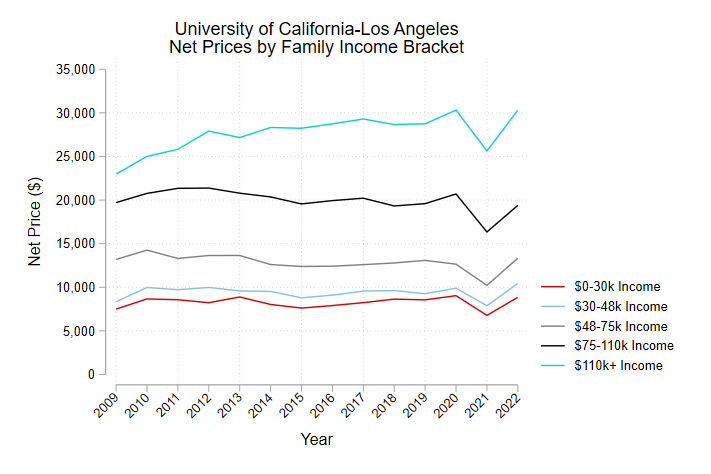 University of California-Los Angeles
Net Prices by Family Income Bracket
Net Price ($)
35,000
30,000
25,000
20,000
15,000
10,000
5,000
0
2009
2010
2011
2012
2013
2014
2015
2016
2017
2018
2019
2020
2021
2022
Year
$0-30k Income
$30-48k Income
$48-75k Income
$75-110k Income
$110k+ Income